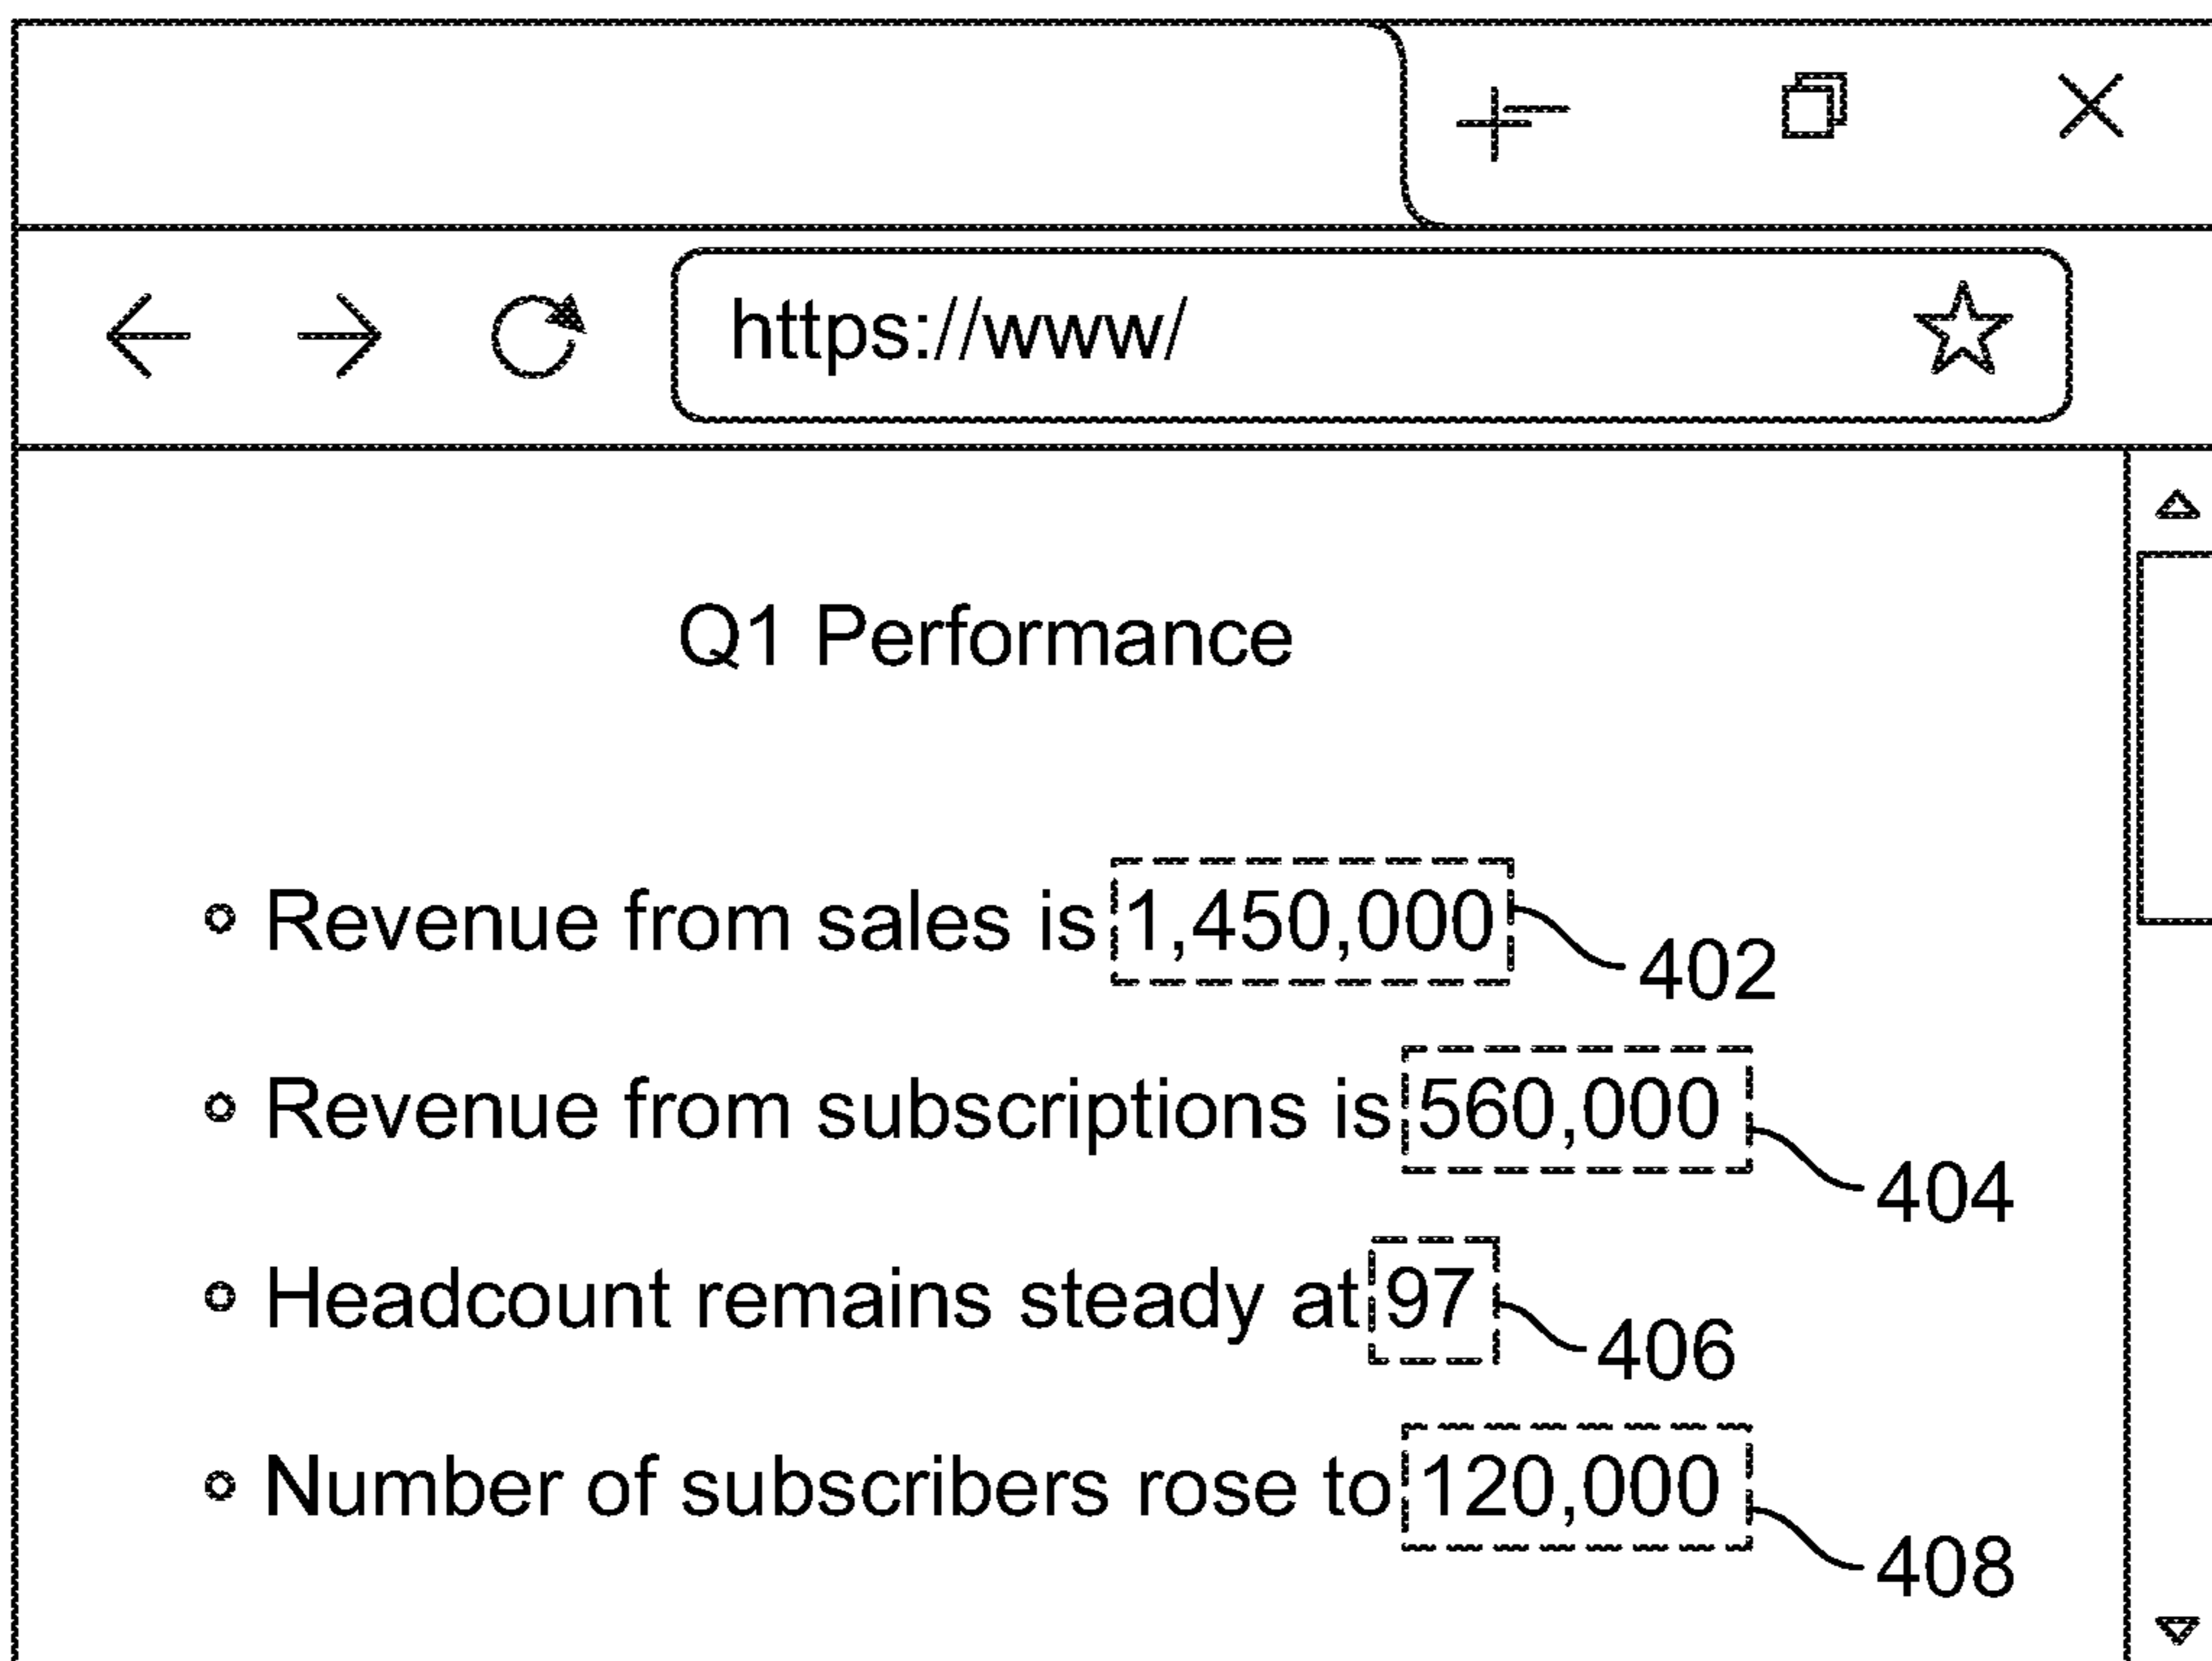 https://www/
Q1 Performance
Revenue from sales is 1,450,000
402
Revenue from subscriptions is 560,000
404
Headcount remains steady at 97
406
Number of subscribers rose to 120,000
408